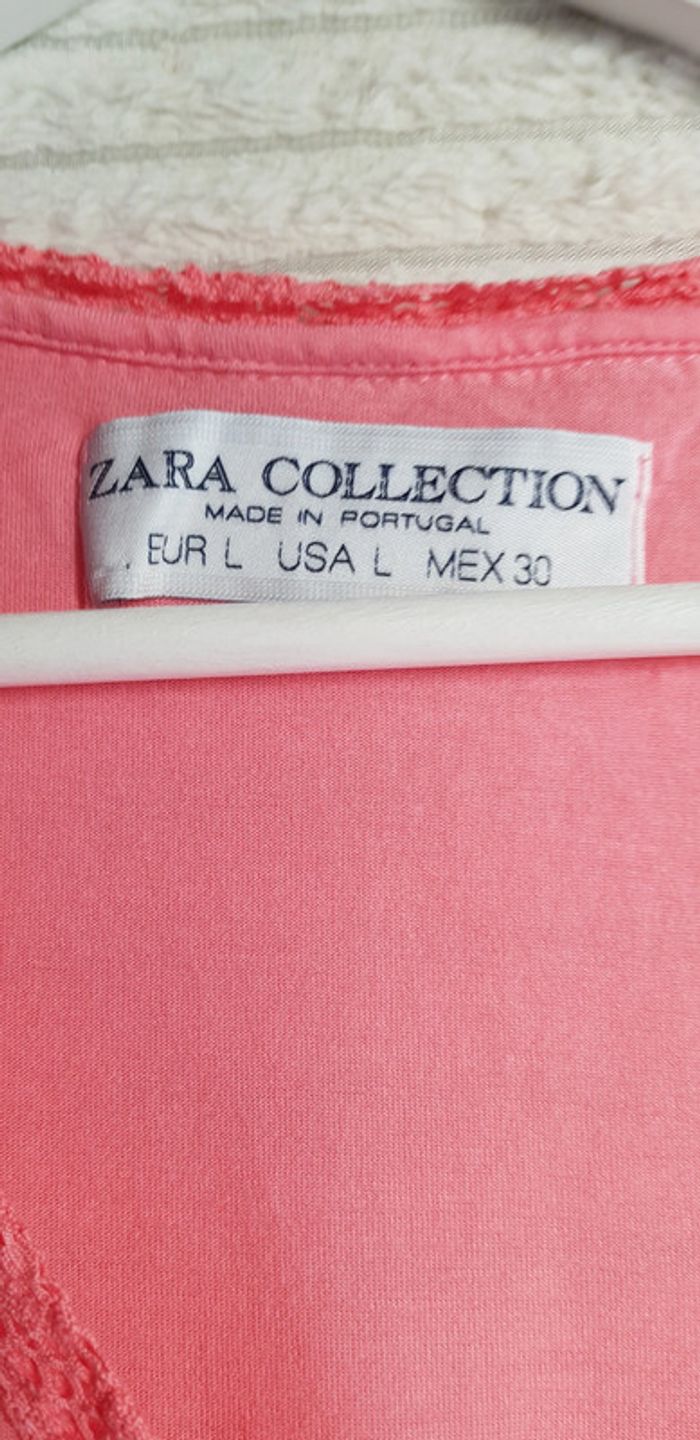 ZARA COLLECTION
MADE IN PORTUGAL
EUR L USA L MEX 30